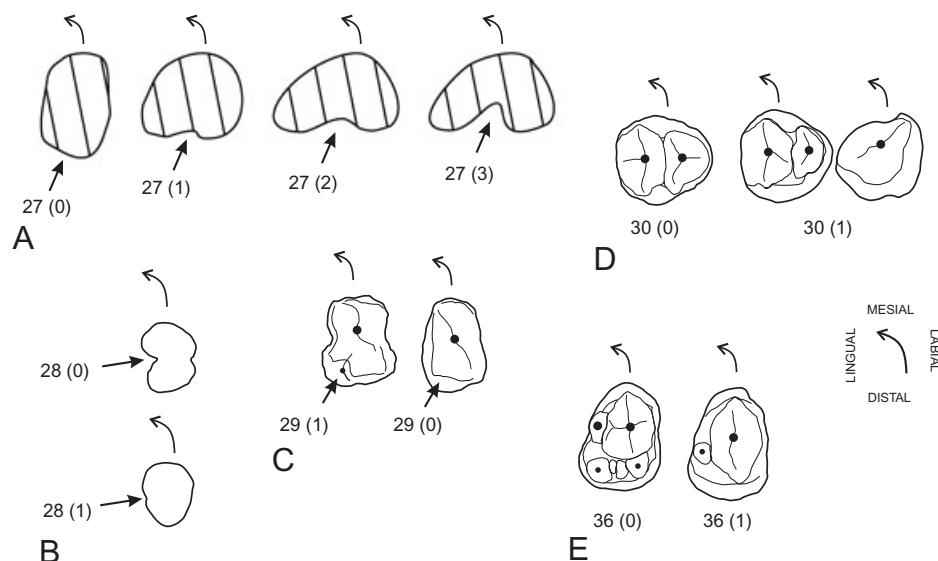 27 (0)
27 (1)
27 (2)
27 (3)
A
28 (0)
28 (1)
B
29 (1)
29 (0)
C
30 (0)
30 (1)
D
MESIAL
LINGUAL
LABIAL
DISTAL
36 (0)
36 (1)
E